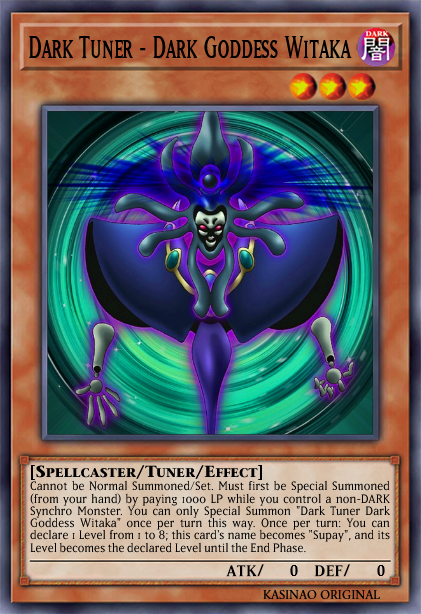 Dark Tuner - Dark Goddess Witaka
DARK
闇
[Spellcaster/Tuner/Effect]
Cannot be Normal Summoned/Set. Must first be Special Summoned
(from your hand) by paying 1000 LP while you control a non-DARK
Synchro Monster. You can only Special Summon "Dark Tuner Dark
Goddess Witaka" once per turn this way. Once per turn: You can
declare 1 Level from 1 to 8; this card's name becomes "Supay", and its
Level becomes the declared Level until the End Phase.
ATK/ 0 DEF/ 0
KASINAO ORIGINAL